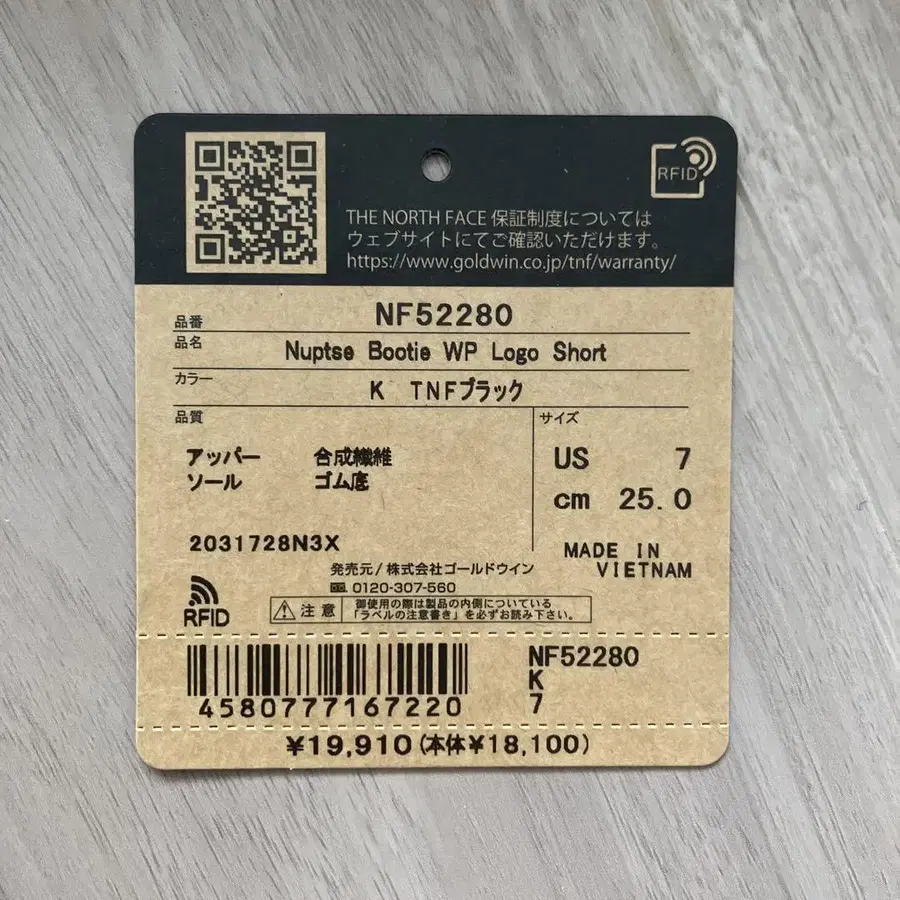 RFID
THE NORTH FACE 保証制度については
ウェブサイトにてご確認いただけます。
https://www.goldwin.co.jp/tnf/warranty/
品番 NF52280
品名 Nuptse Bootie WP Logo Short
カラー K TNFブラック
品質
サイズ
アッパー 合成繊維
ソール ゴム底
US 7
cm 25.0
2031728N3X
MADE IN
VIETNAM
発売元/株式会社ゴールドウイン
0120-307-560
RFID
注意
御使用の際は製品の内側についている
「ラベルの注意書き」を必ずお読み下さい。
4580777167220
NF52280
K
7
¥19,910(本体¥18,100)